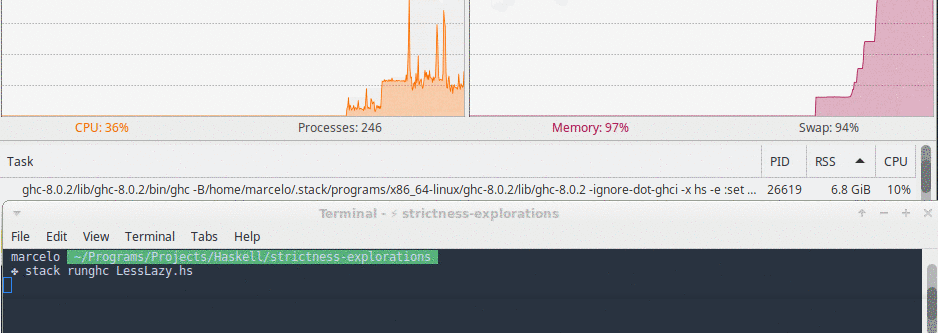 CPU: 36% Processes: 246 Memory: 97% Swap: 94%
Task PID RSS CPU
ghc-8.0.2/lib/ghc-8.0.2/bin/ghc -B/home/marcelo/.stack/programs/x86_64-linux/ghc-8.0.2/lib/ghc-8.0.2 -ignore-dot-ghci -x hs -e :set ... 26619 6.8 GiB 10%
Terminal - ⚡ strictness-explorations
File Edit View Terminal Tabs Help
marcelo ~/Programs/Projects/Haskell/strictness-explorations
✤ stack runghc LessLazy.hs